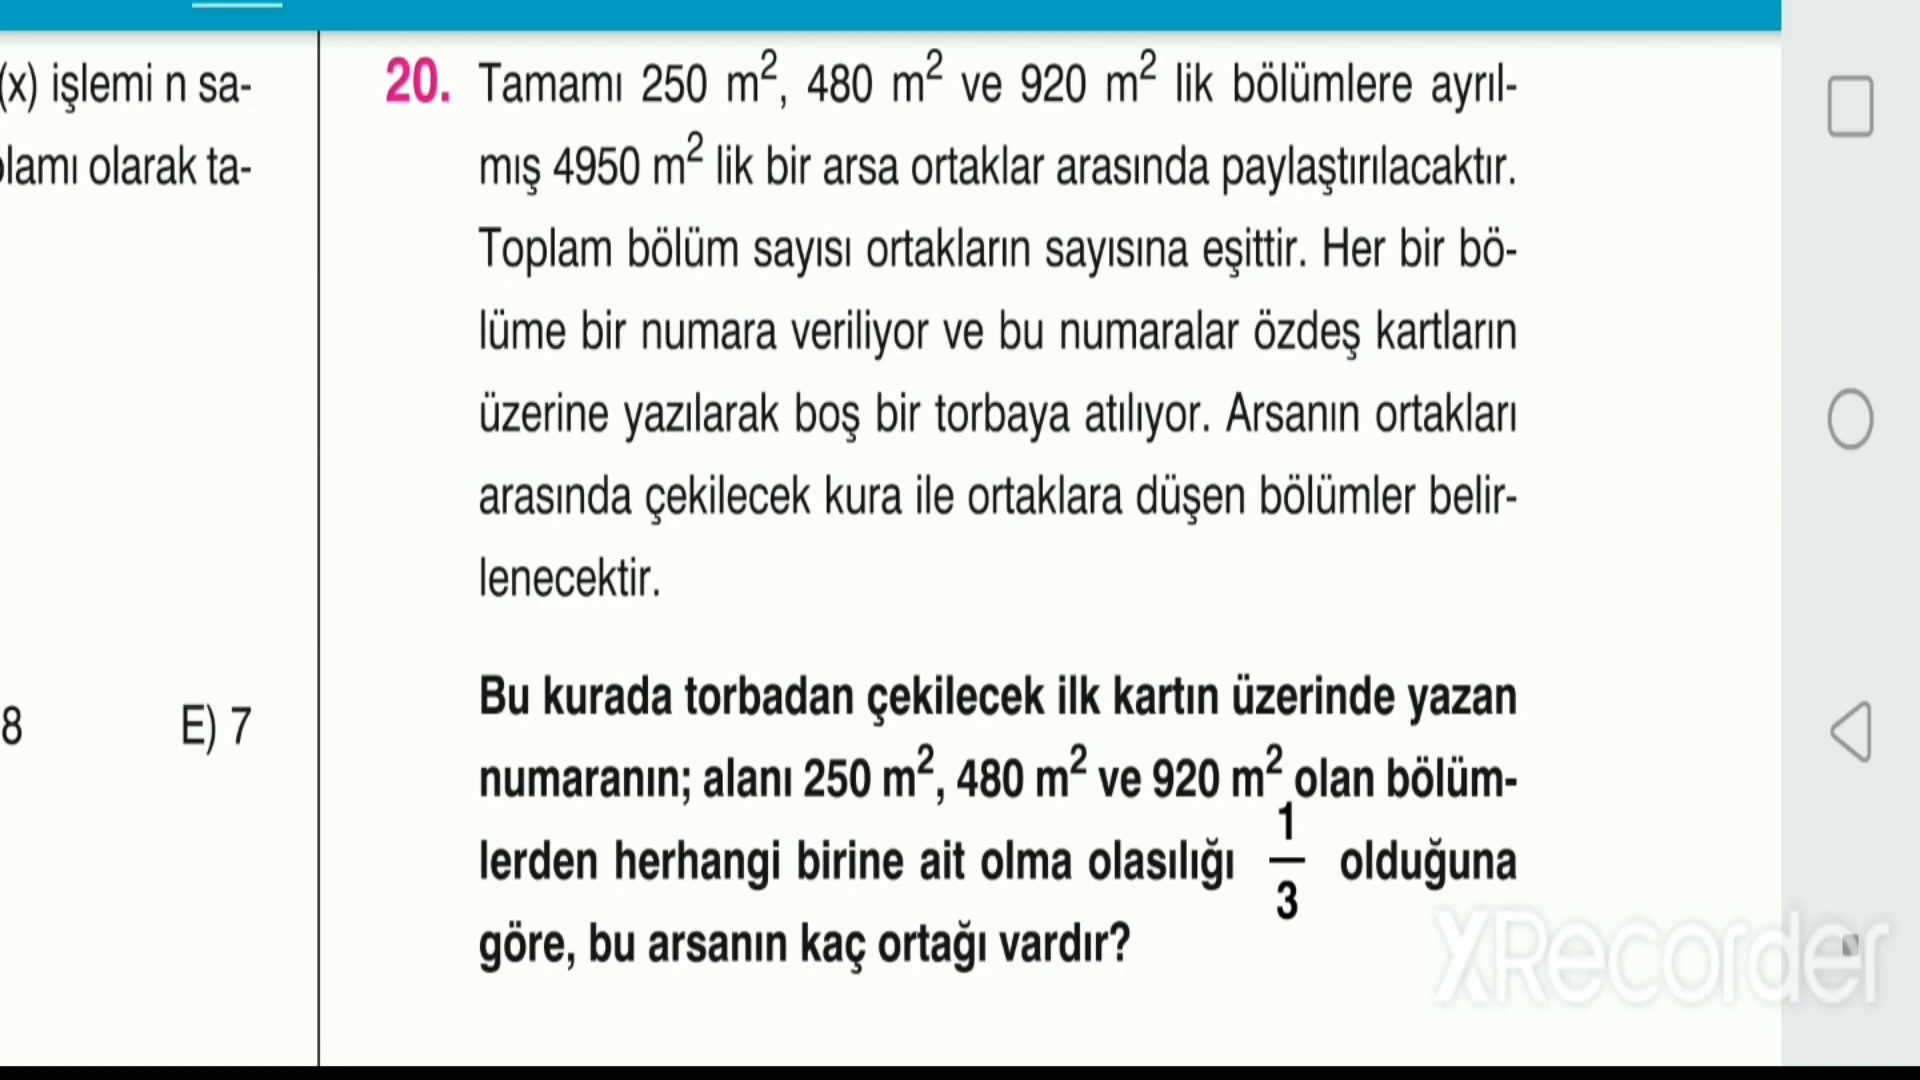 (x) işlemi n sa-
lamı olarak ta-
8 E) 7
20. Tamamı 250 m², 480 m² ve 920 m² lik bölümlere ayrıl-
mış 4950 m² lik bir arsa ortaklar arasında paylaştırılacaktır.
Toplam bölüm sayısı ortakların sayısına eşittir. Her bir bö-
lüme bir numara veriliyor ve bu numaralar özdeş kartların
üzerine yazılarak boş bir torbaya atılıyor. Arsanın ortakları
arasında çekilecek kura ile ortaklara düşen bölümler belir-
lenecektir.
Bu kurada torbadan çekilecek ilk kartın üzerinde yazan
numaranın; alanı 250 m², 480 m² ve 920 m² olan bölüm-
lerden herhangi birine ait olma olasılığı 1/3 olduğuna
göre, bu arsanın kaç ortağı vardır?
XRecorder